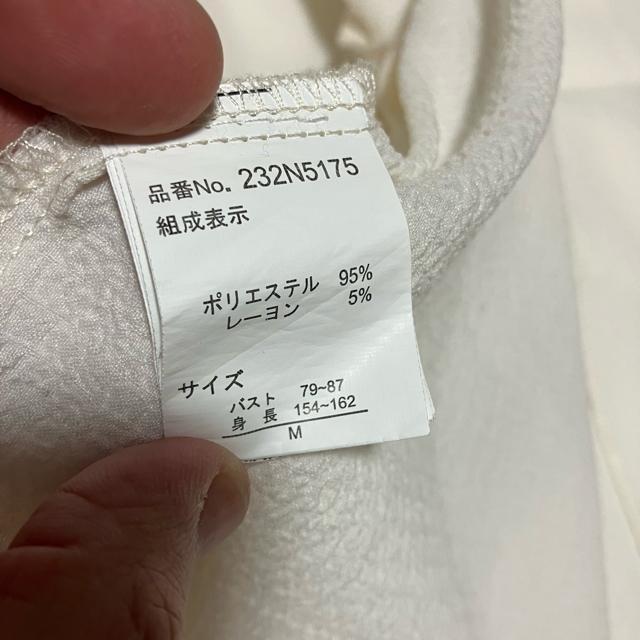 品番No. 232N5175
組成表示
ポリエステル 95%
レーヨン 5%
サイズ
バスト 79~87
身長 154~162
M